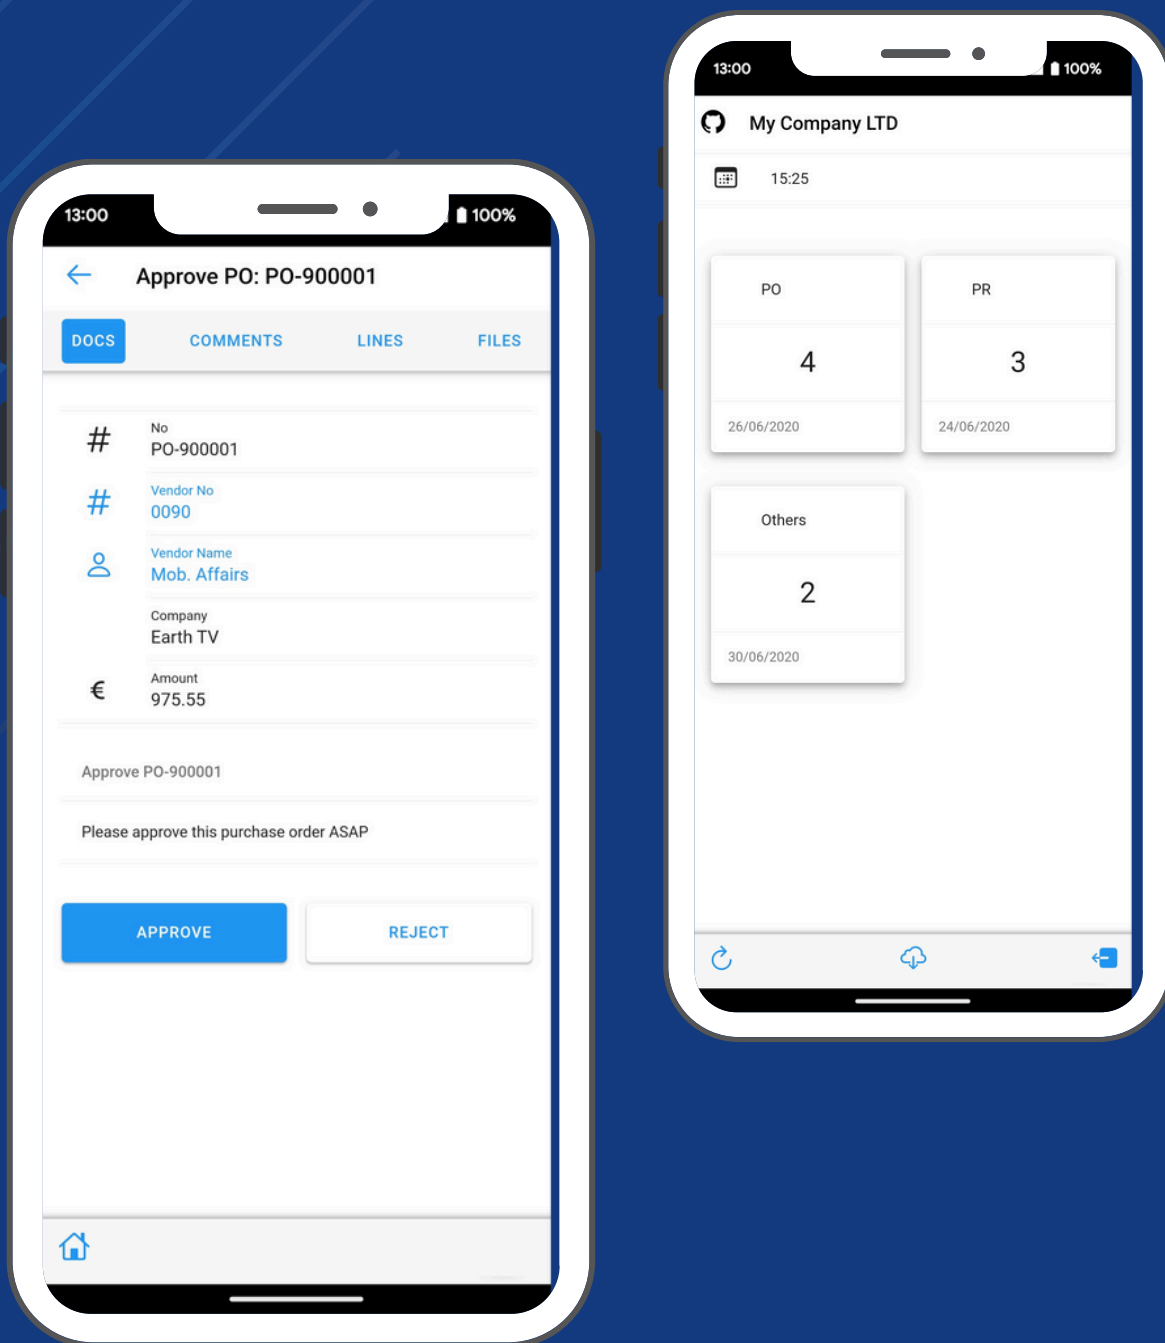 13:00
100%
Approve PO: PO-900001
DOCS COMMENTS LINES FILES
#
No
PO-900001
#
Vendor No
0090
Vendor Name
Mob. Affairs
Company
Earth TV
€
Amount
975.55
Approve PO-900001
Please approve this purchase order ASAP
APPROVE REJECT
13:00
100%
My Company LTD
15:25
PO
4
26/06/2020
PR
3
24/06/2020
Others
2
30/06/2020